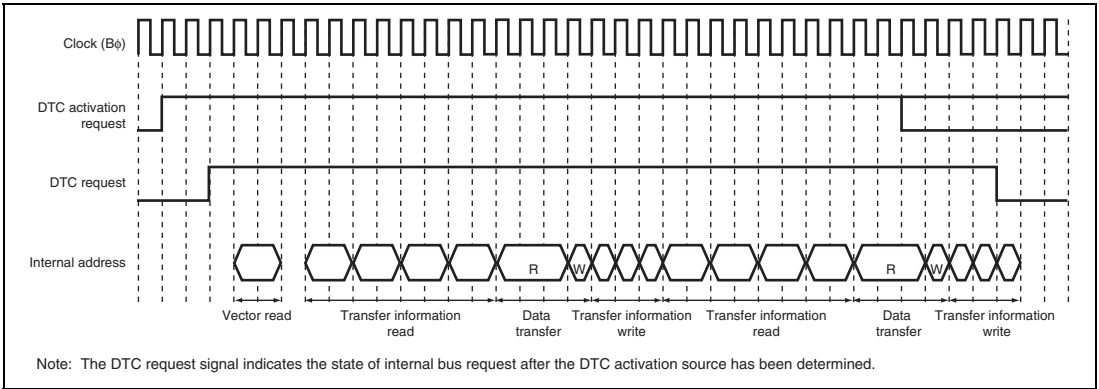 Clock (Bφ)
DTC activation
request
DTC request
Internal address
R
W
R
W
Vector read
Transfer information
read
Data
transfer
Transfer information
write
Transfer information
read
Data
transfer
Transfer information
write
Note: The DTC request signal indicates the state of internal bus request after the DTC activation source has been determined.